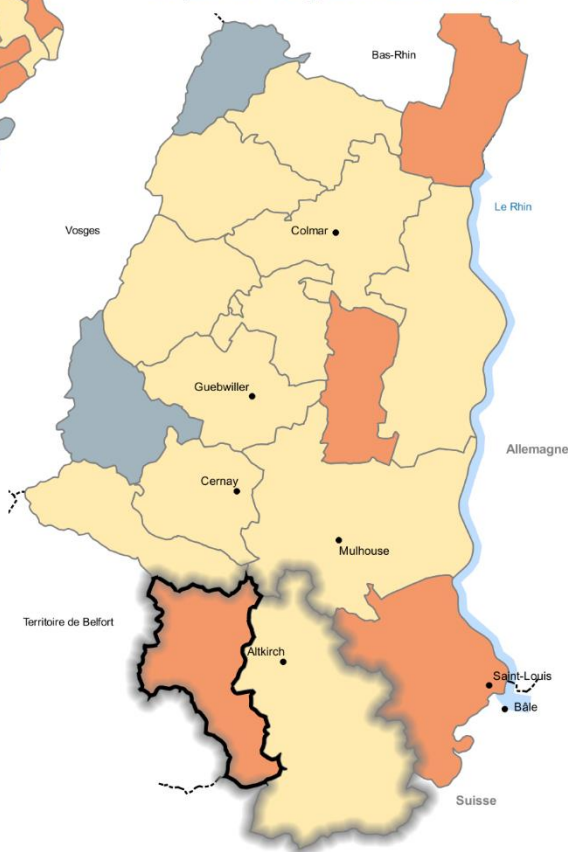 Bas-Rhin
Le Rhin
Vosges
Colmar
Guebwiller
Allemagne
Cernay
Mulhouse
Territoire de Belfort
Altkirch
Saint-Louis
Bâle
Suisse